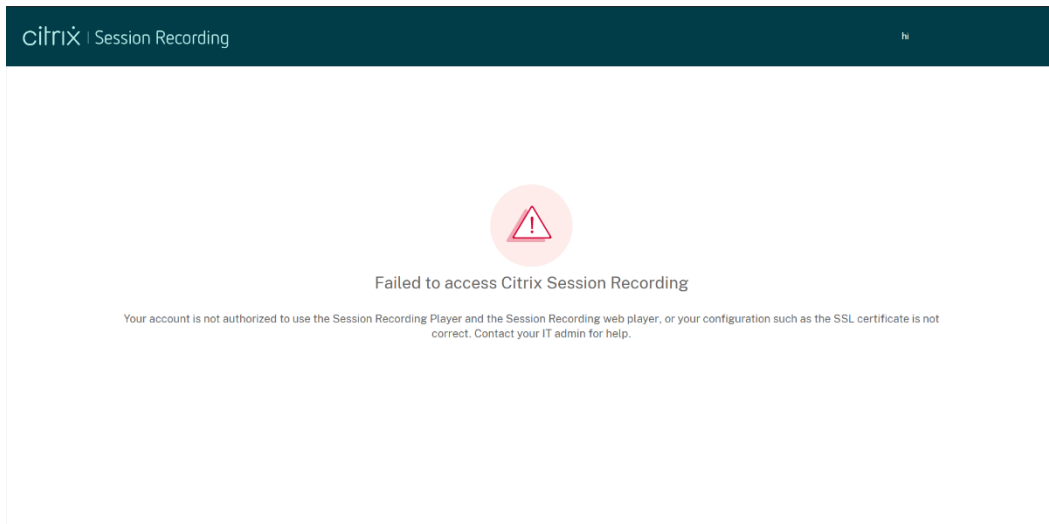 citrix | Session Recording
hi
Failed to access Citrix Session Recording
Your account is not authorized to use the Session Recording Player and the Session Recording web player, or your configuration such as the SSL certificate is not
correct. Contact your IT admin for help.